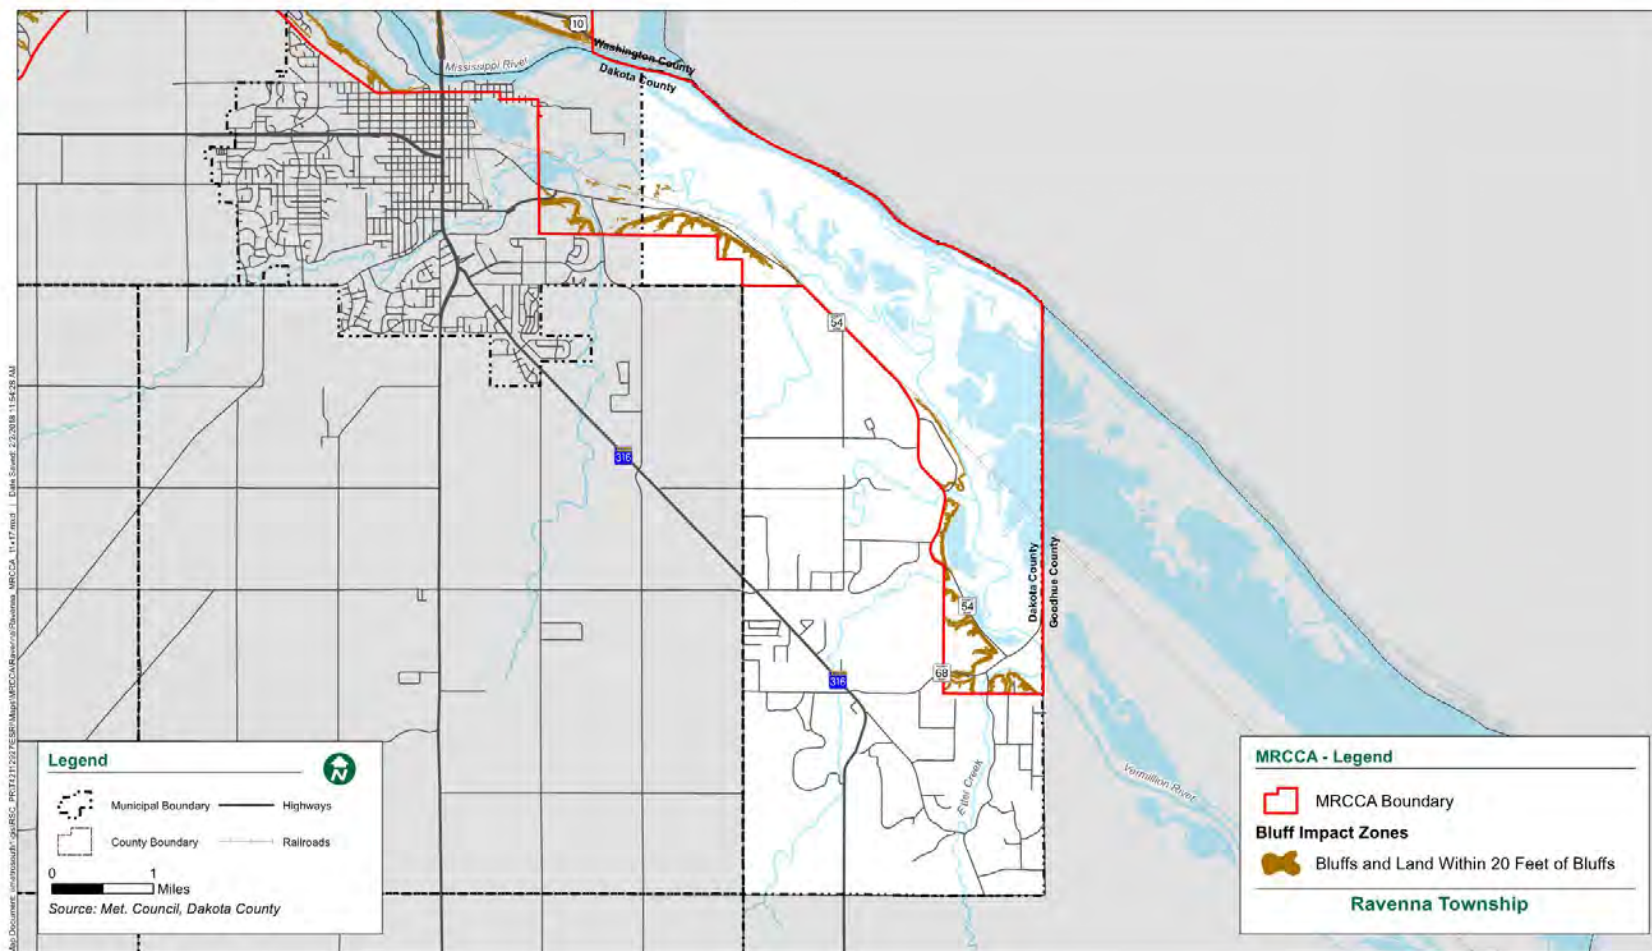 10
Washington County
Dakota County
Mississippi River
54
316
Dakota County
Goodhue County
54
68
316
Ettel Creek
Vermillion River
Legend
N
Municipal Boundary
Highways
County Boundary
Railroads
0 1
Miles
Source: Met. Council, Dakota County
MRCCA - Legend
MRCCA Boundary
Bluff Impact Zones
Bluffs and Land Within 20 Feet of Bluffs
Ravenna Township